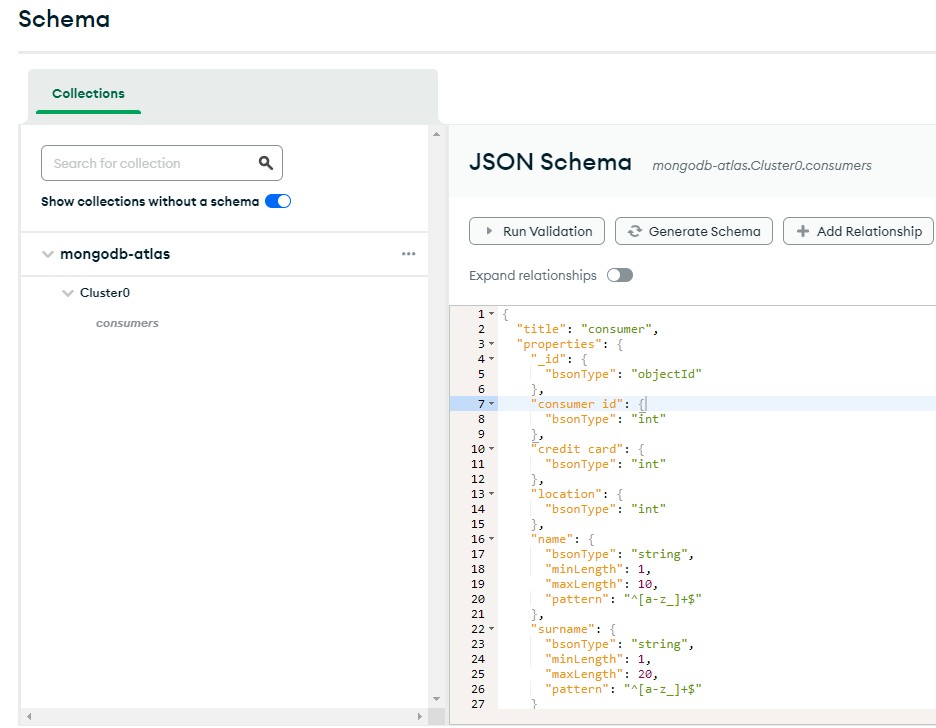 Schema
Collections
Search for collection
Show collections without a schema
mongodb-atlas
Cluster0
consumers
JSON Schema mongodb-atlas.Cluster0.consumers
Run Validation Generate Schema Add Relationship
Expand relationships
1 {
2 "title": "consumer",
3 "properties": {
4 "_id": {
5 "bsonType": "objectId"
6 },
7 "consumer id": {
8 "bsonType": "int"
9 },
10 "credit card": {
11 "bsonType": "int"
12 },
13 "location": {
14 "bsonType": "int"
15 },
16 "name": {
17 "bsonType": "string",
18 "minLength": 1,
19 "maxLength": 10,
20 "pattern": "^[a-z_]+$"
21 },
22 "surname": {
23 "bsonType": "string",
24 "minLength": 1,
25 "maxLength": 20,
26 "pattern": "^[a-z_]+$"
27 }